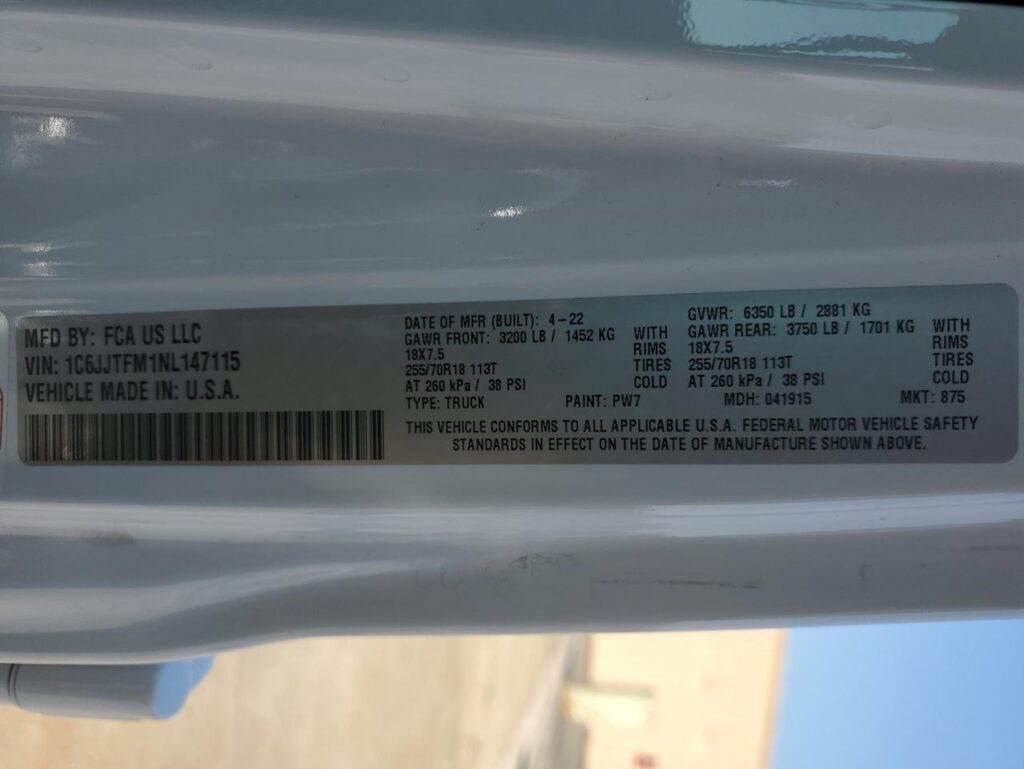 MFD BY: FCA US LLC
VIN: 1C6JJTFM1NL147115
VEHICLE MADE IN: U.S.A.
DATE OF MFR (BUILT): 4-22
GAWR FRONT: 3200 LB / 1452 KG WITH
18X7.5 RIMS
255/70R18 113T TIRES
AT 260 kPa / 38 PSI COLD
GVWR: 6350 LB / 2881 KG
GAWR REAR: 3750 LB / 1701 KG WITH
18X7.5 RIMS
255/70R18 113T TIRES
AT 260 kPa / 38 PSI COLD
TYPE: TRUCK PAINT: PW7 MDH: 041915 MKT: 875
THIS VEHICLE CONFORMS TO ALL APPLICABLE U.S.A. FEDERAL MOTOR VEHICLE SAFETY
STANDARDS IN EFFECT ON THE DATE OF MANUFACTURE SHOWN ABOVE.